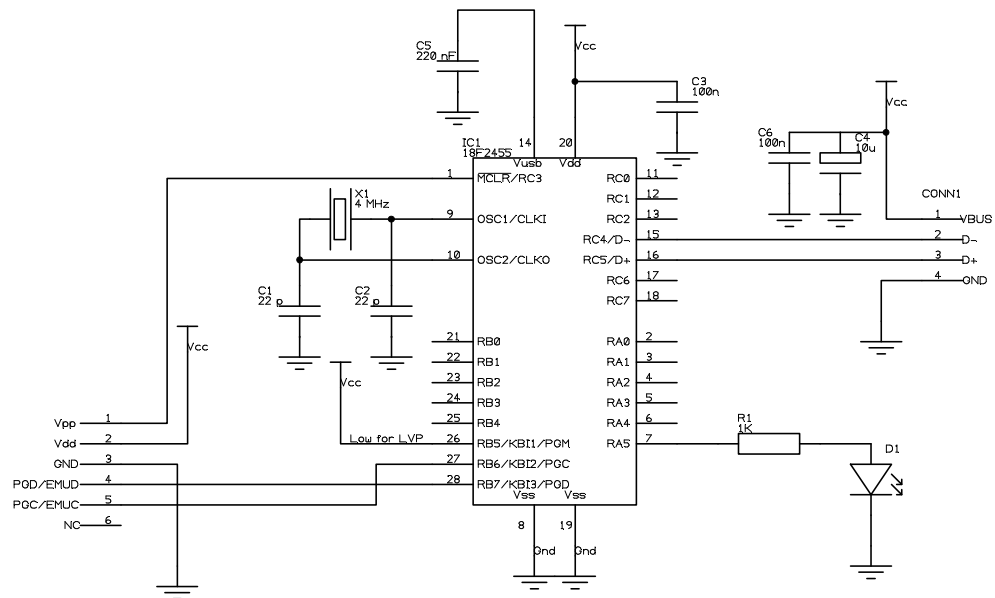 C5
220 nF
Vcc
C3
100n
Vcc
C6
100n
C4
10u
IC1
18F2455
14
20
Vusb
Vdd
1
MCLR/RC3
RC0
11
X1
4 MHz
RC1
12
CONN1
9
OSC1/CLKI
RC2
13
1
VBUS
RC4/D-
15
2
D-
10
OSC2/CLKO
RC5/D+
16
3
D+
RC6
17
4
GND
C1
22 p
C2
22 p
RC7
18
Vcc
21
RB0
RA0
2
22
RB1
RA1
3
Vcc
23
RB2
RA2
4
24
RB3
RA3
5
Vpp
1
25
RB4
RA4
6
R1
1K
Vdd
2
Low for LVP
26
RB5/KBI1/PGM
RA5
7
D1
GND
3
27
RB6/KBI2/PGC
PGD/EMUD
4
28
RB7/KBI3/PGD
Vss
Vss
PGC/EMUC
5
NC
6
8
19
Gnd
Gnd